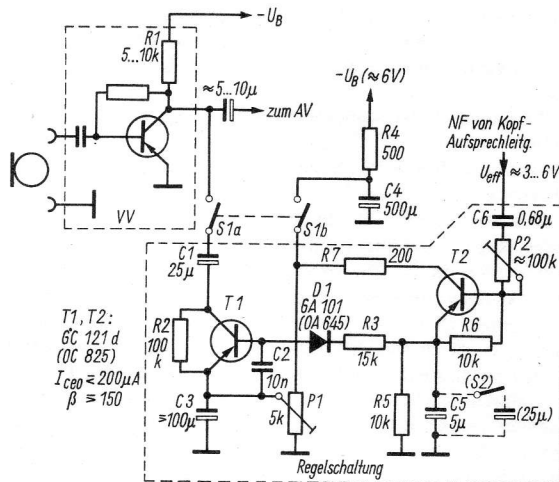 -U_B
R1
5...10k
≈5...10µ
zum AV
VV
-U_B (≈6V)
R4
500
C4
500µ
NF von Kopf-
Aufsprechleitg.
U_eff ≈3...6V
C6
0,68µ
P2
≈100k
S1a
S1b
C1
25µ
R7
200
T2
D1
GA 101
(OA 645)
T1
R3
15k
R6
10k
T1, T2:
GC 121 d
(OC 825)
I_CEO ≤ 200µA
β ≥ 150
R2
100
k
C2
10n
C3
≥100µ
P1
5k
R5
10k
(S2)
C5
5µ
(25µ)
Regelschaltung